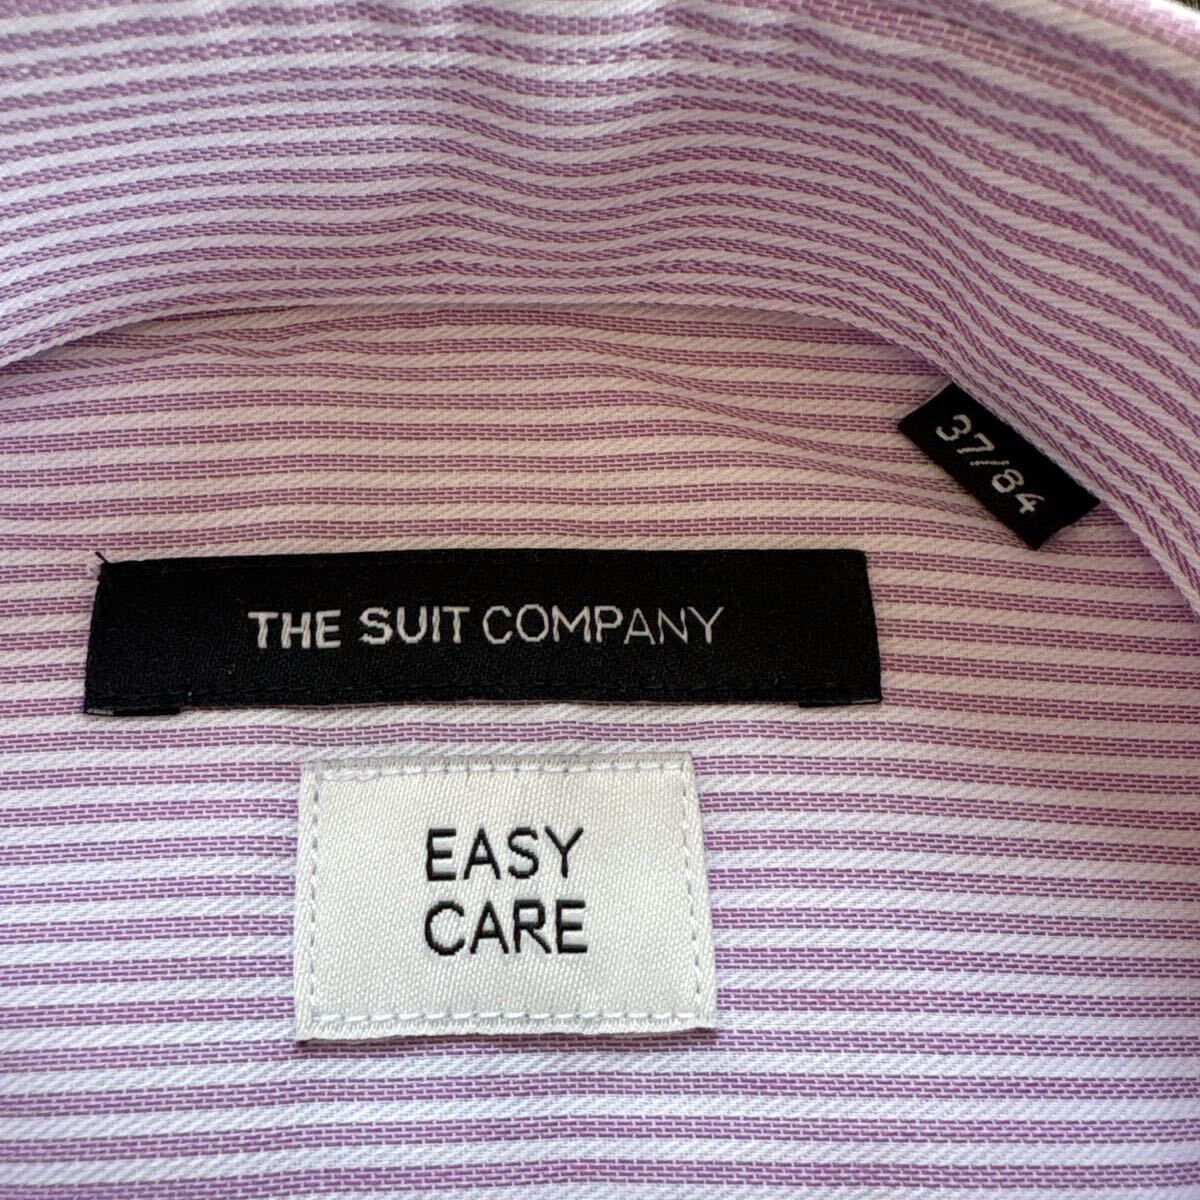 37/84
THE SUIT COMPANY
EASY
CARE